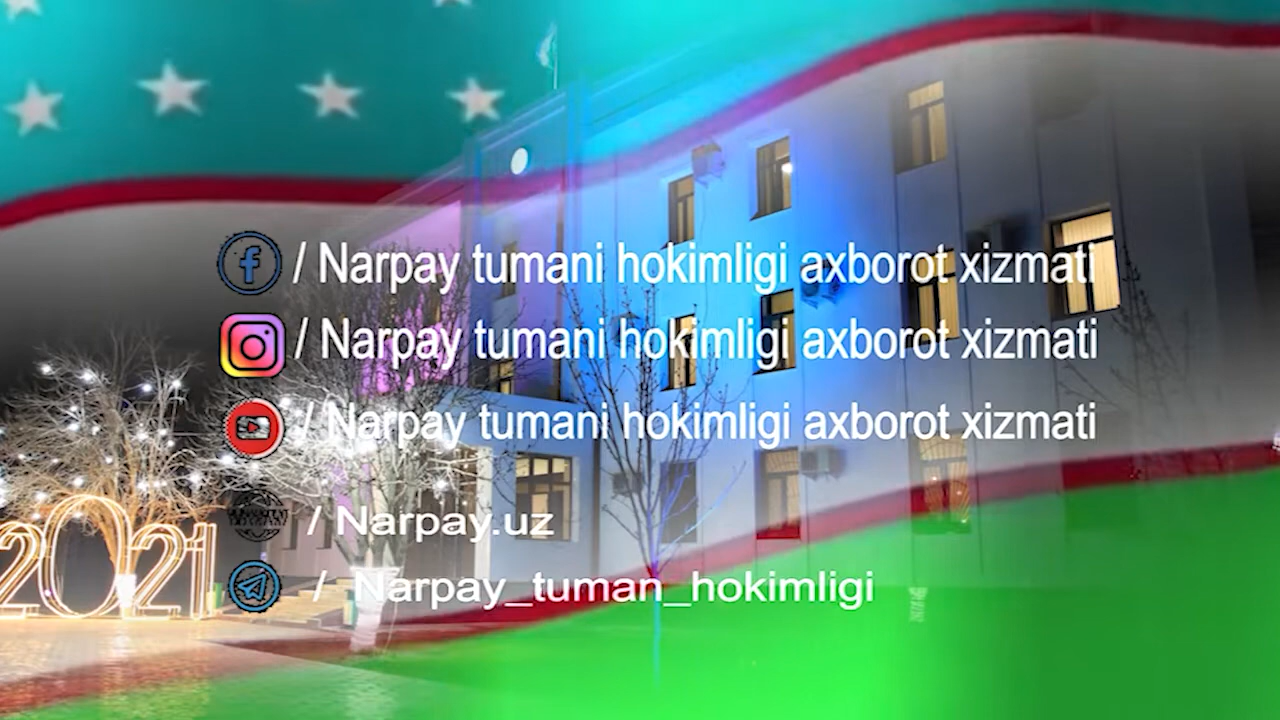 / Narpay tumani hokimligi axborot xizmati
/ Narpay tumani hokimligi axborot xizmati
/ Narpay tumani hokimligi axborot xizmati
/ Narpay.uz
/ Narpay_tuman_hokimligi
2021